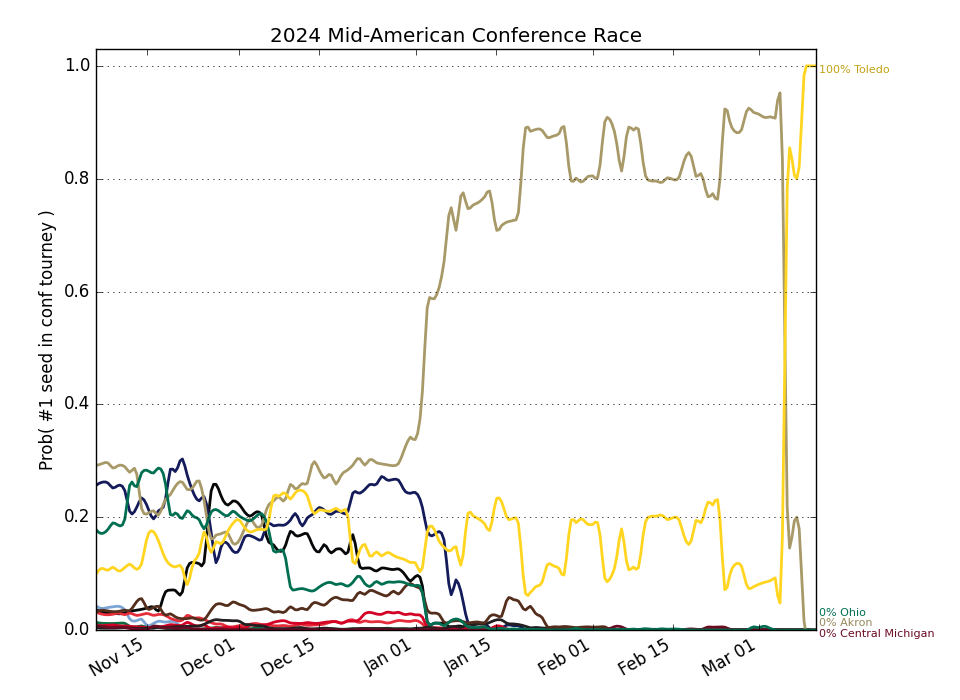 2024 Mid-American Conference Race
Prob( #1 seed in conf tourney )
1.0
0.8
0.6
0.4
0.2
0.0
Nov 15
Dec 01
Dec 15
Jan 01
Jan 15
Feb 01
Feb 15
Mar 01
100% Toledo
0% Ohio
0% Akron
0% Central Michigan